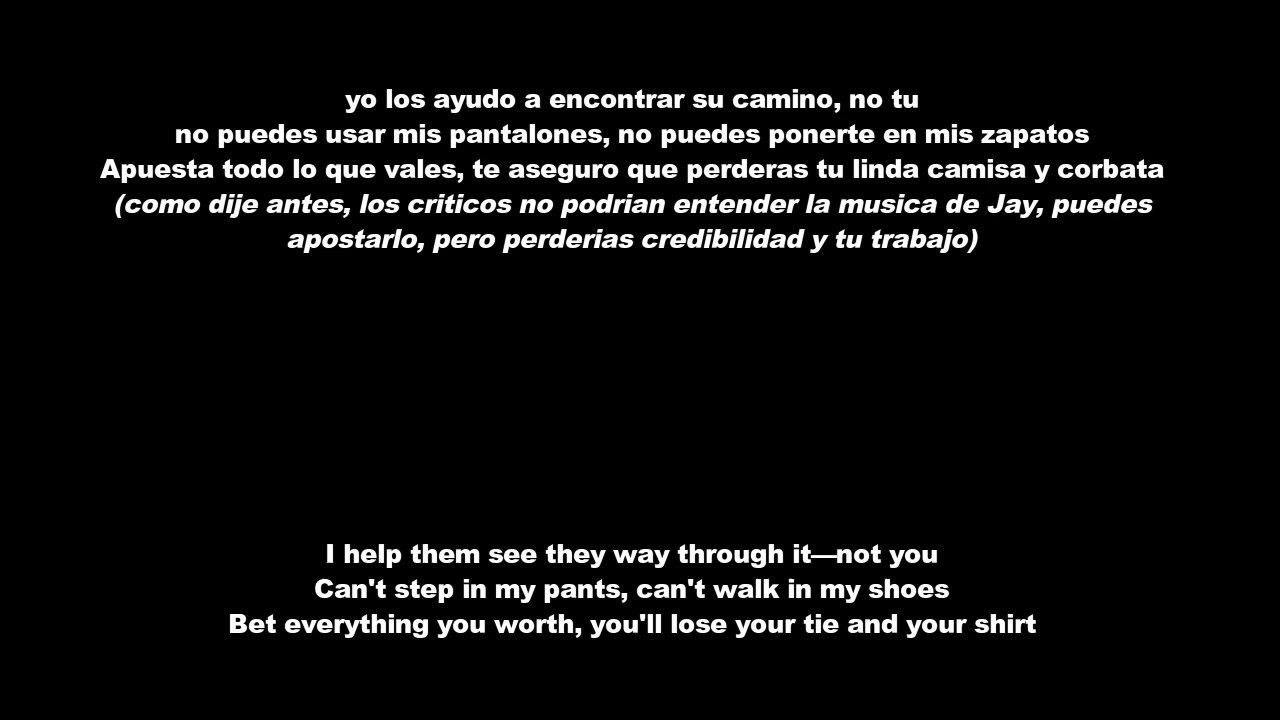 yo los ayudo a encontrar su camino, no tu
no puedes usar mis pantalones, no puedes ponerte en mis zapatos
Apuesta todo lo que vales, te aseguro que perderas tu linda camisa y corbata
(como dije antes, los criticos no podrian entender la musica de Jay, puedes
apostarlo, pero perderias credibilidad y tu trabajo)
I help them see they way through it—not you
Can't step in my pants, can't walk in my shoes
Bet everything you worth, you'll lose your tie and your shirt